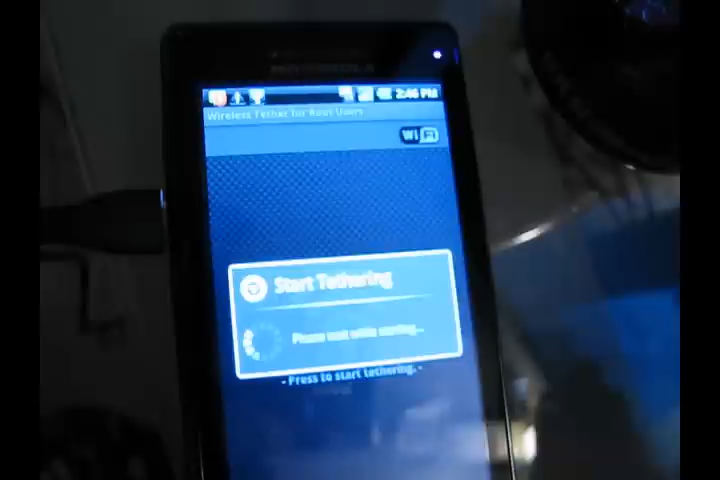 MOTOROLA
2:46 PM
Wireless Tether for Root Users
Wi
Start Tethering
Please wait while starting...
- Press to start tethering. -